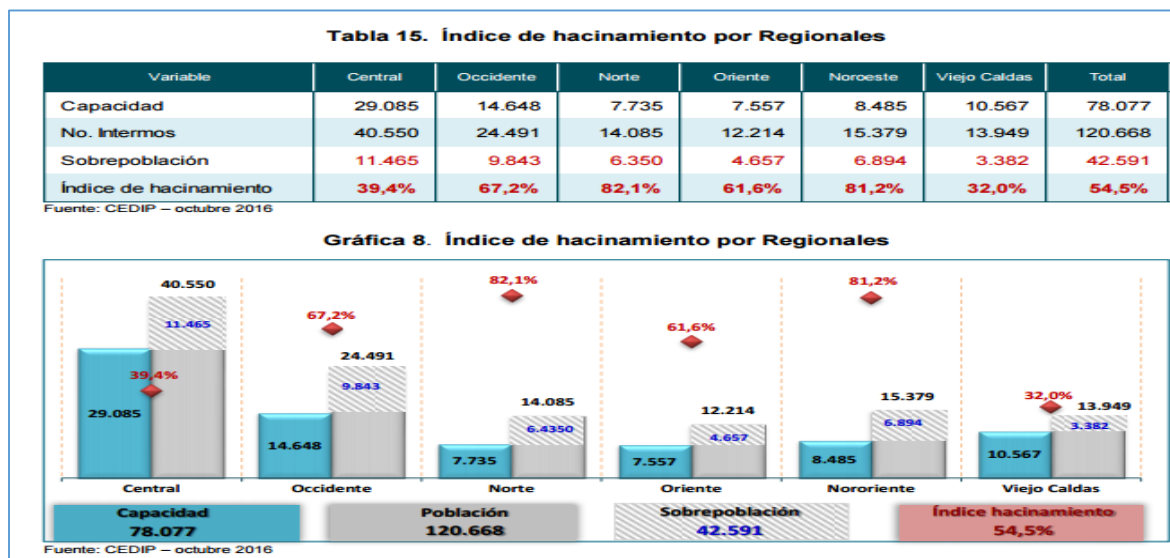 Tabla 15. Índice de hacinamiento por Regionales
Variable Central Occidente Norte Oriente Noroeste Viejo Caldas Total
Capacidad 29.085 14.648 7.735 7.557 8.485 10.567 78.077
No. Intermos 40.550 24.491 14.085 12.214 15.379 13.949 120.668
Sobrepoblación 11.465 9.843 6.350 4.657 6.894 3.382 42.591
Índice de hacinamiento 39,4% 67,2% 82,1% 61,6% 81,2% 32,0% 54,5%
Fuente: CEDIP – octubre 2016
Gráfica 8. Índice de hacinamiento por Regionales
40.550 82,1% 81,2%
11.465 67,2% 61,6%
24.491
39,4% 9.843 14.085 12.214 15.379 32,0% 13.949
29.085 6.4350 4.657 6.894 3.382
14.648 7.735 7.557 8.485 10.567
Central Occidente Norte Oriente Nororiente Viejo Caldas
Capacidad Población Sobrepoblación Índice hacinamiento
78.077 120.668 42.591 54,5%
Fuente: CEDIP – octubre 2016